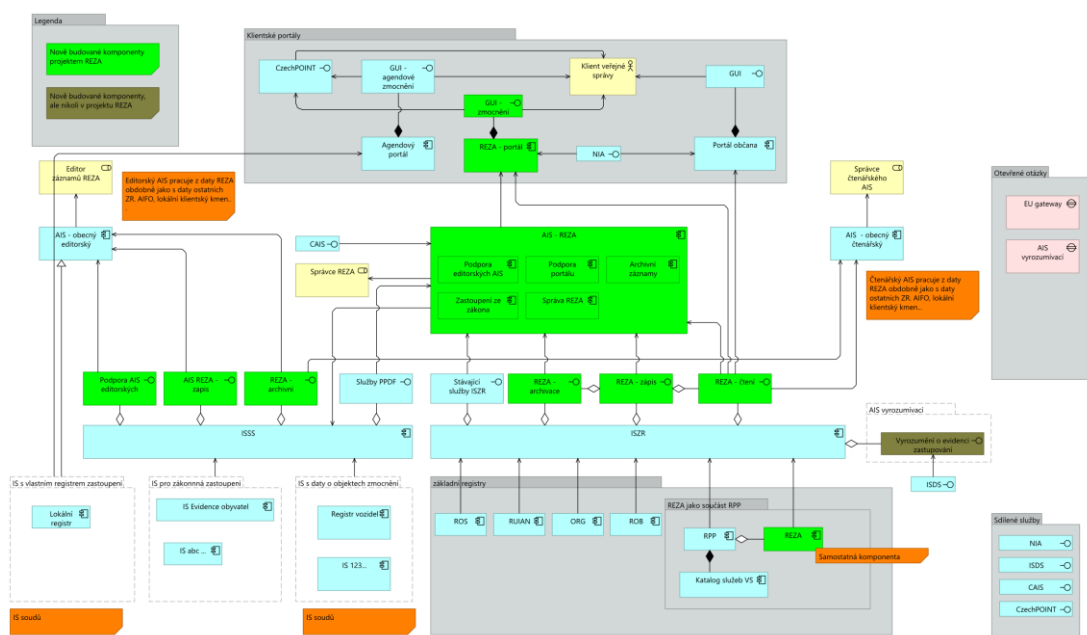 Legenda
Nově budované komponenty
projektem REZA
Nově budované komponenty,
ale nikoli v projektu REZA
Klientské portály
CzechPOINT
GUI -
agendové
zmocnění
Klient veřejné
správy
GUI
GUI -
zmocnění
Agendový
portál
REZA - portál
NIA
Portál občana
Editor
záznamů REZA
Editorský AIS pracuje z daty REZA
obdobně jako s daty ostatních
ZR. AIFO, lokální klientský kmen..
.
AIS - obecný
editorský
Správce
čtenářského
AIS
AIS - obecný
čtenářský
Čtenářský AIS pracuje z daty
REZA obdobně jako s daty
ostatních ZR. AIFO, lokální
klientský kmen...
Otevřené otázky
EU gateway
AIS
vyrozumívací
CAIS
Správce REZA
AIS - REZA
Podpora
editorských AIS
Podpora
portálu
Archivní
záznamy
Zastoupení ze
zákona
Správa REZA
Podpora AIS
editorských
AIS REZA -
zapis
REZA -
archivní
Služby PPDF
Stávající
služby ISZR
REZA -
archivace
REZA - zápis
REZA - čtení
ISSS
ISZR
AIS vyrozumívací
Vyrozumění o evidenci
zastupování
ISDS
IS s vlastním registrem zastoupení
Lokální
registr
IS pro zákonná zastoupení
IS Evidence obyvatel
IS abc ...
IS s daty o objektech zmocnění
Registr vozidel
IS 123...
IS soudů
IS soudů
základní registry
ROS
RUIAN
ORG
ROB
REZA jako součást RPP
RPP
REZA
Samostatná komponenta
Katalog služeb VS
Sdílené služby
NIA
ISDS
CAIS
CzechPOINT